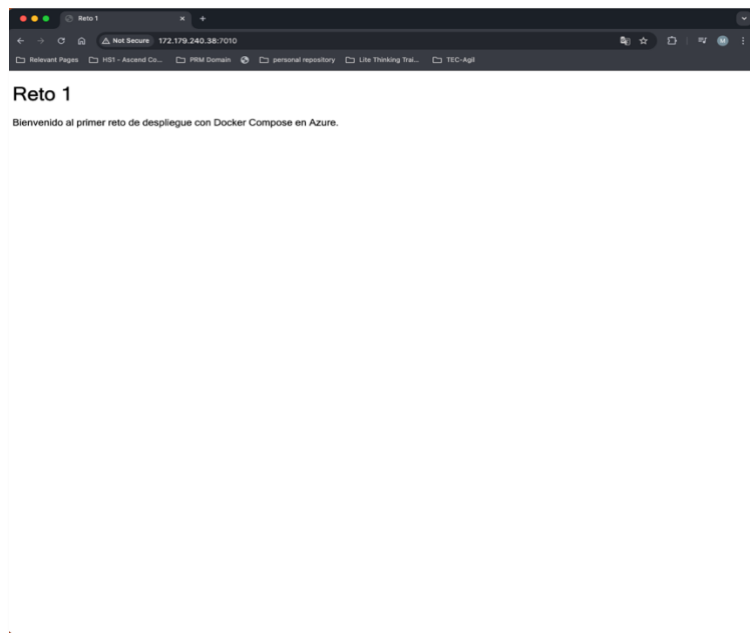 Reto 1
Not Secure 172.179.240.38:7010
Relevant Pages HS1 - Ascend Co... PRM Domain personal repository Lite Thinking Trai... TEC-Agil
Reto 1
Bienvenido al primer reto de despliegue con Docker Compose en Azure.